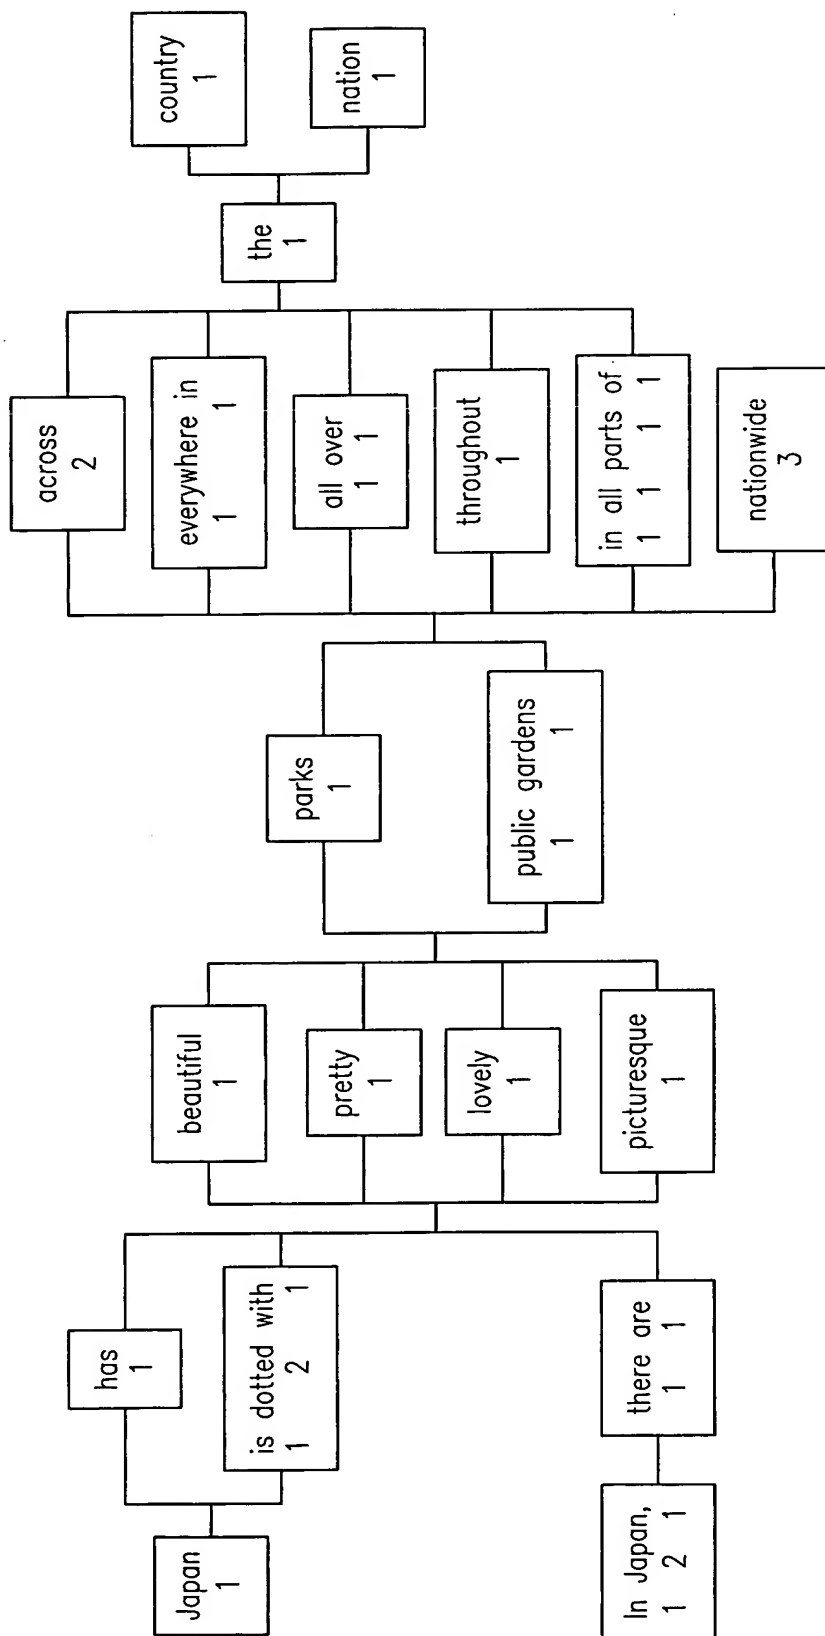 Japan
1
In Japan,
1 2 1
has
1
is dotted with
1 2 1
there are
1 1
beautiful
1
pretty
1
lovely
1
picturesque
1
parks
1
public gardens
1 1
across
2
everywhere in
1 1
all over
1 1
throughout
1
in all parts of
1 1 1 1
nationwide
3
the
1
country
1
nation
1